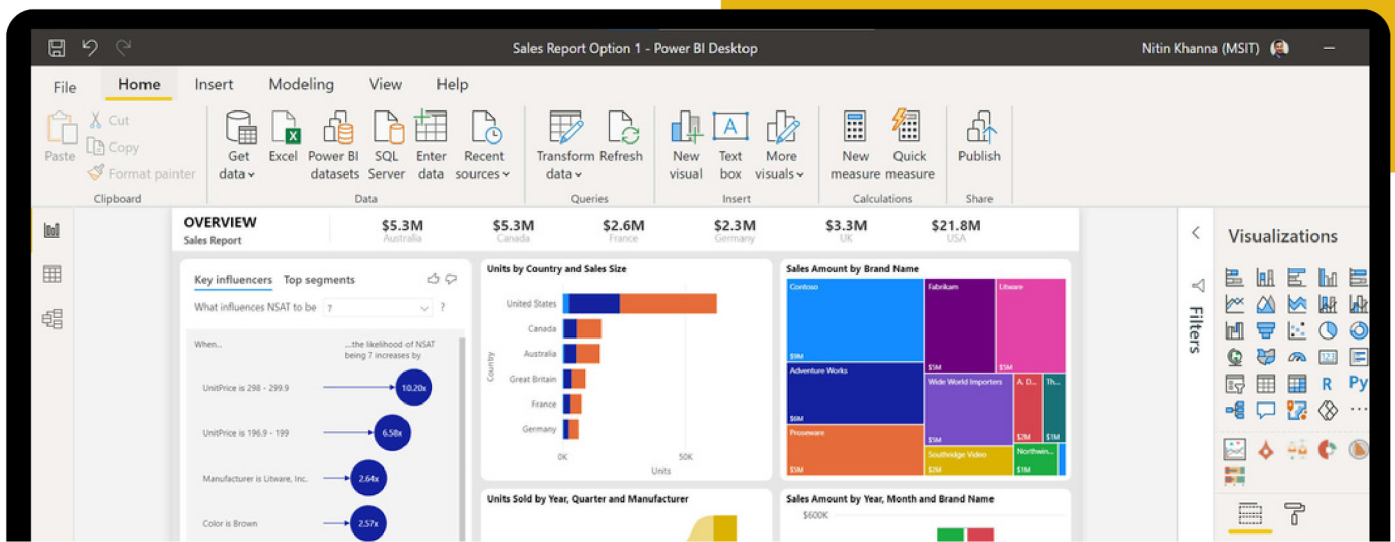 Sales Report Option 1 - Power BI Desktop
Nitin Khanna (MSIT)
File Home Insert Modeling View Help
Paste
Cut
Copy
Format painter
Clipboard
Get data
Excel
Power BI datasets
SQL Server
Enter data
Recent sources
Data
Transform data
Refresh
Queries
New visual
Text box
More visuals
Insert
New measure
Quick measure
Calculations
Publish
Share
OVERVIEW
Sales Report
$5.3M
Australia
$5.3M
Canada
$2.6M
France
$2.3M
Germany
$3.3M
UK
$21.8M
USA
Key influencers Top segments
What influences NSAT to be 7 ?
When...
...the likelihood of NSAT
being 7 increases by
UnitPrice is 298 - 299.9
10.20x
UnitPrice is 196.9 - 199
6.58x
Manufacturer is Litware, Inc.
2.64x
Color is Brown
2.57x
Units by Country and Sales Size
Country
United States
Canada
Australia
Great Britain
France
Germany
0K 50K
Units
Sales Amount by Brand Name
Contoso
$9M
Adventure Works
$6M
Proseware
$5M
Fabrikam
$5M
Litware
$5M
Wide World Importers
$5M
A. D...
$2M
Th...
$1M
Southridge Video
$2M
Northwin...
$1M
Units Sold by Year, Quarter and Manufacturer
Sales Amount by Year, Month and Brand Name
$600K
Filters
Visualizations
123
R Py